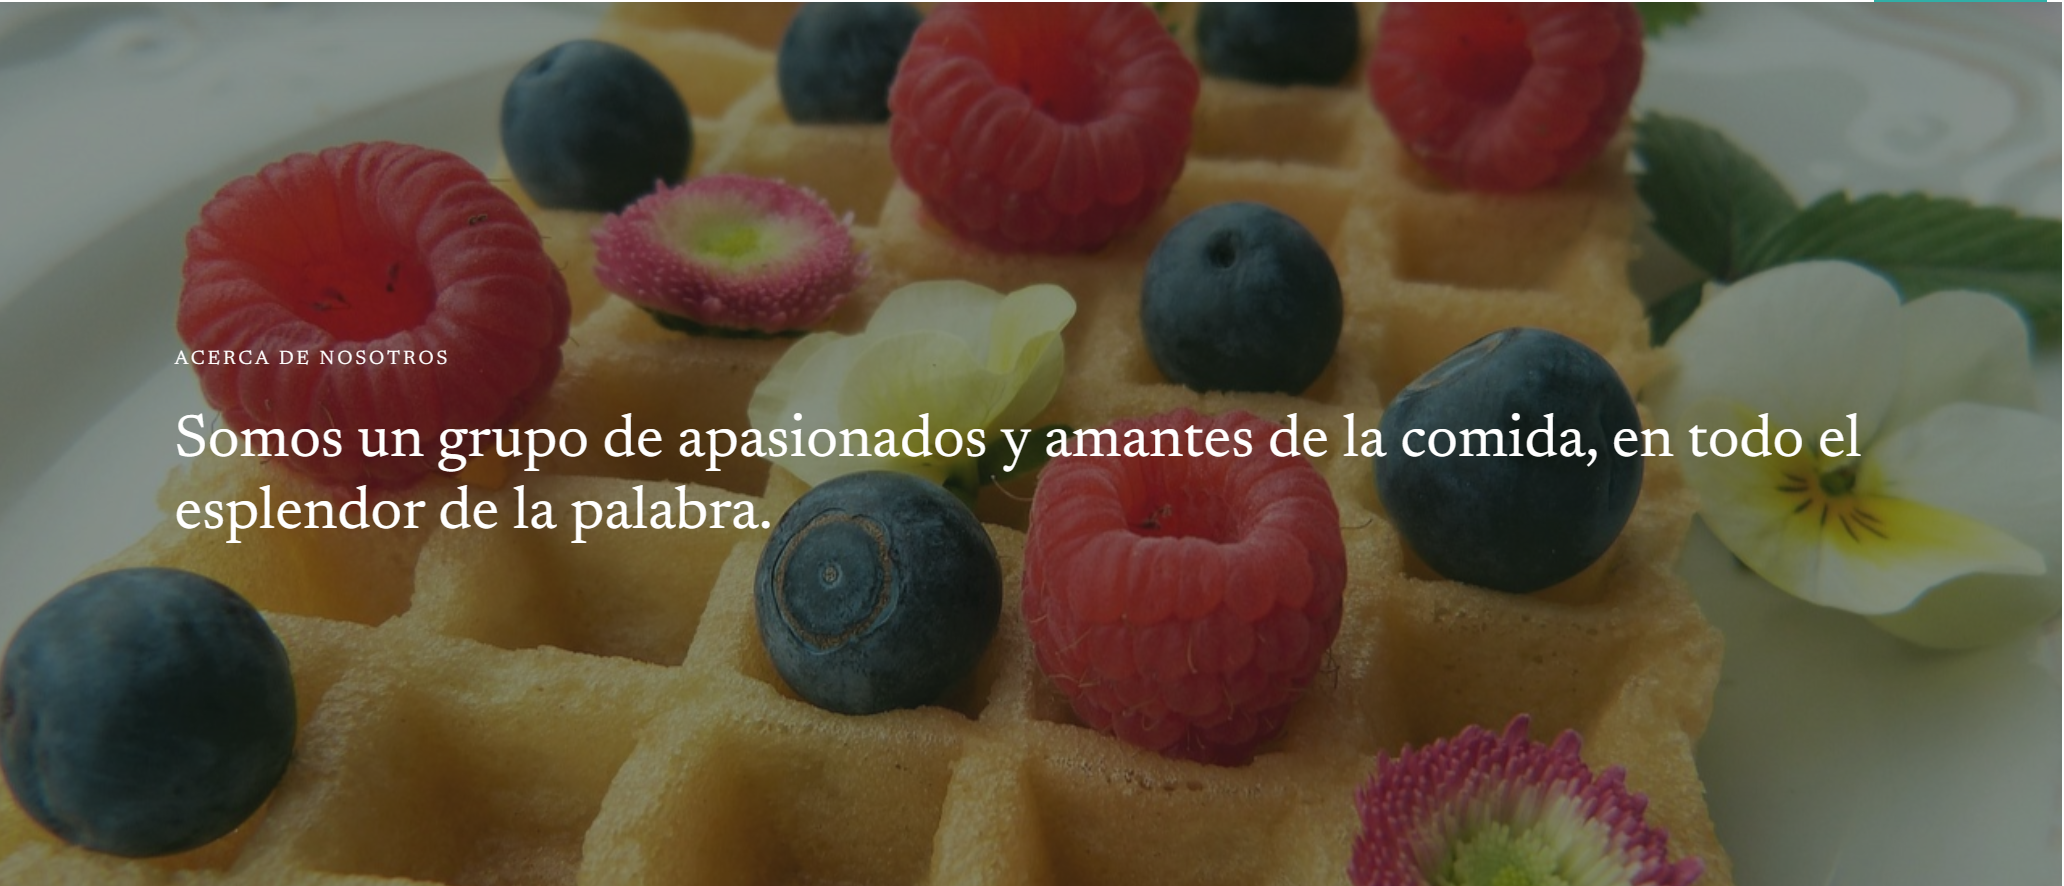 ACERCA DE NOSOTROS
Somos un grupo de apasionados y amantes de la comida, en todo el
esplendor de la palabra.